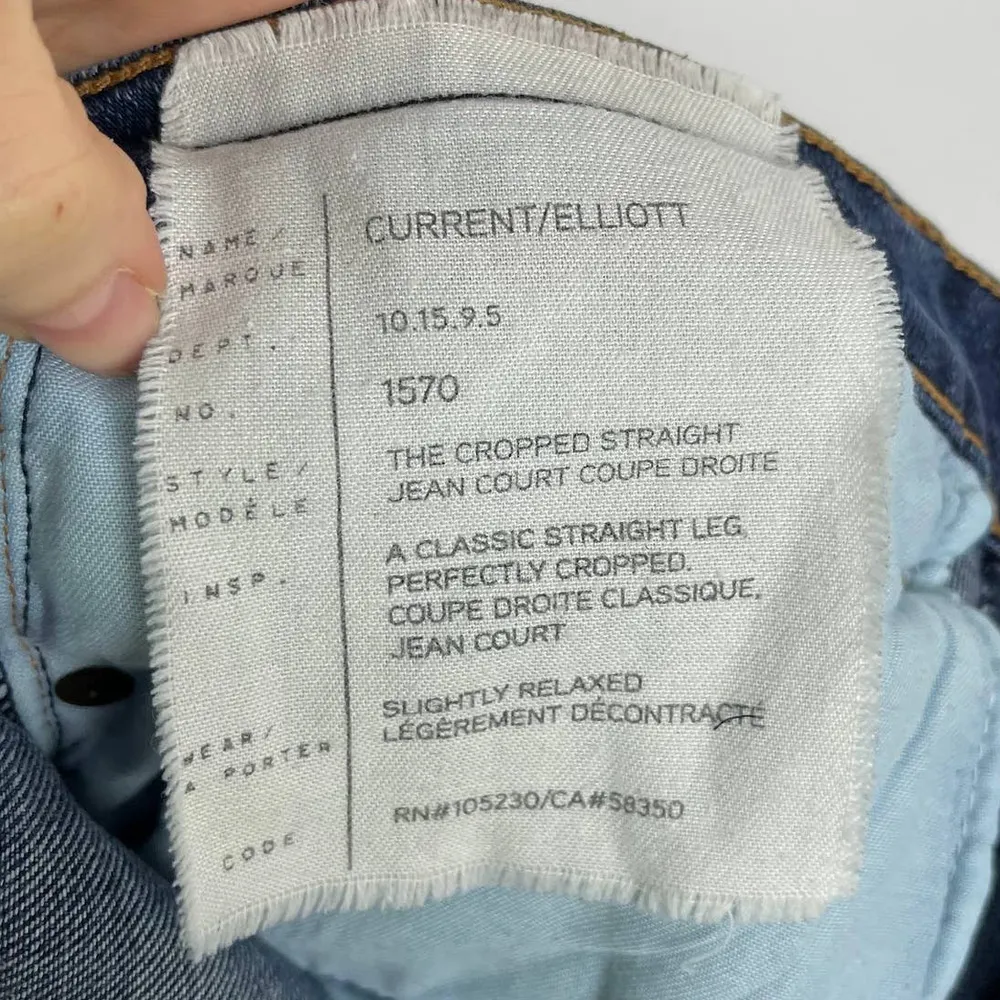 NAME / CURRENT/ELLIOTT
MARQUE
DEPT. 10.15.9.5
NO. 1570
STYLE / THE CROPPED STRAIGHT
MODÈLE JEAN COURT COUPE DROITE
INSP. A CLASSIC STRAIGHT LEG,
PERFECTLY CROPPED.
COUPE DROITE CLASSIQUE,
JEAN COURT
WEAR / SLIGHTLY RELAXED
A PORTER LÉGÈREMENT DÉCONTRACTÉ
CODE RN#105230/CA#58350